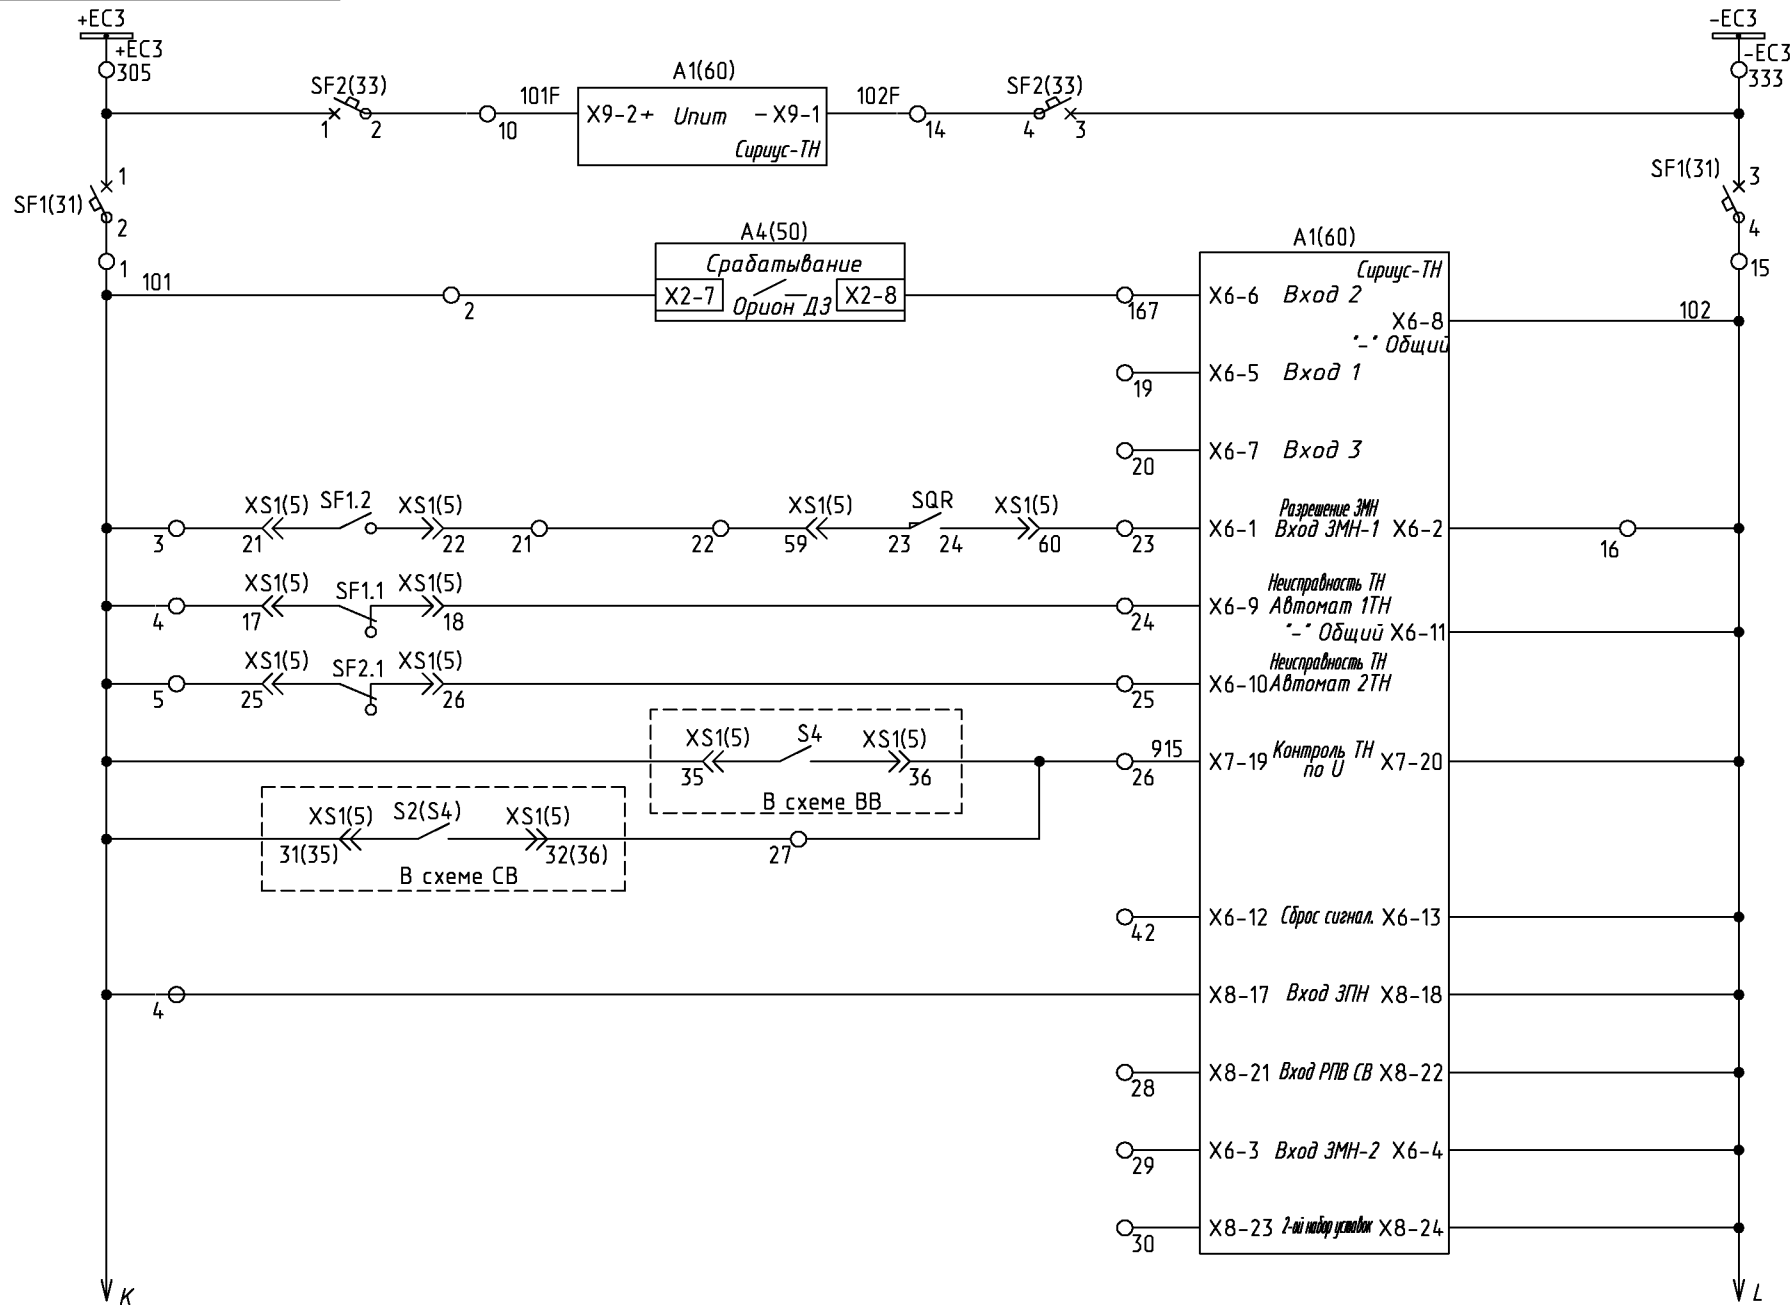 +EC3
-EC3
+EC3
-EC3
305
333
A1(60)
SF2(33)
SF2(33)
101F
102F
X9-2+ Uпит - X9-1
1
2
10
14
4
3
Сириус-ТН
1
3
SF1(31)
SF1(31)
2
4
A4(50)
A1(60)
1
15
Срабатывание
Сириус-ТН
101
X2-7
X2-8
X6-6 Вход 2
2
Орион ДЗ
167
102
X6-8
"-" Общий
X6-5 Вход 1
19
X6-7 Вход 3
20
XS1(5)
SF1.2
XS1(5)
XS1(5)
SQR
XS1(5)
Разрешение ЗМН
X6-1 Вход ЗМН-1 X6-2
3
21
22
21
22
59
23
24
60
23
16
XS1(5)
SF1.1
XS1(5)
Неисправность ТН
X6-9 Автомат 1ТН
4
17
18
24
"-" Общий X6-11
XS1(5)
SF2.1
XS1(5)
Неисправность ТН
X6-10 Автомат 2ТН
5
25
26
25
XS1(5)
S4
XS1(5)
915
Контроль ТН
X7-19 по U X7-20
35
36
26
В схеме ВВ
XS1(5)
S2(S4)
XS1(5)
31(35)
32(36)
27
В схеме СВ
X6-12 Сброс сигнал. X6-13
42
X8-17 Вход ЗПН X8-18
4
X8-21 Вход РПВ СВ X8-22
28
X6-3 Вход ЗМН-2 X6-4
29
X8-23 2-ой набор уставок X8-24
30
K
L